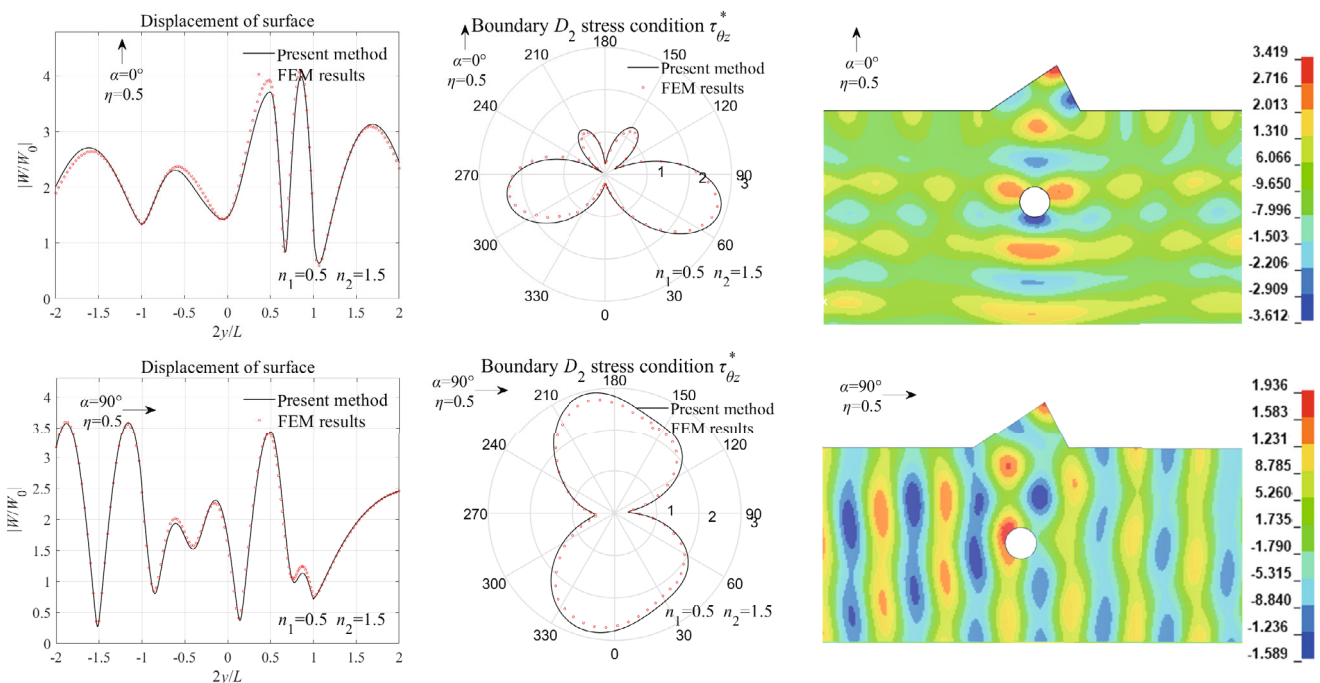 Displacement of surface
Present method
FEM results
α=0°
η=0.5
n1=0.5 n2=1.5
|W/W0|
4
3
2
1
0
-2 -1.5 -1 -0.5 0 0.5 1 1.5 2
2y/L
Boundary D2 stress condition τ*θz
α=0°
η=0.5
Present method
FEM results
180
150
120
90
60
30
0
330
300
270
240
210
1 2 3
n1=0.5 n2=1.5
α=0°
η=0.5
3.419
2.716
2.013
1.310
6.066
-9.650
-7.996
-1.503
-2.206
-2.909
-3.612
Displacement of surface
Present method
FEM results
α=90°
η=0.5
n1=0.5 n2=1.5
|W/W0|
4
3.5
3
2.5
2
1.5
1
0.5
0
-2 -1.5 -1 -0.5 0 0.5 1 1.5 2
2y/L
Boundary D2 stress condition τ*θz
α=90°
η=0.5
Present method
FEM results
180
150
120
90
60
30
0
330
300
270
240
210
1 2 3
n1=0.5 n2=1.5
α=90°
η=0.5
1.936
1.583
1.231
8.785
5.260
1.735
-1.790
-5.315
-8.840
-1.236
-1.589